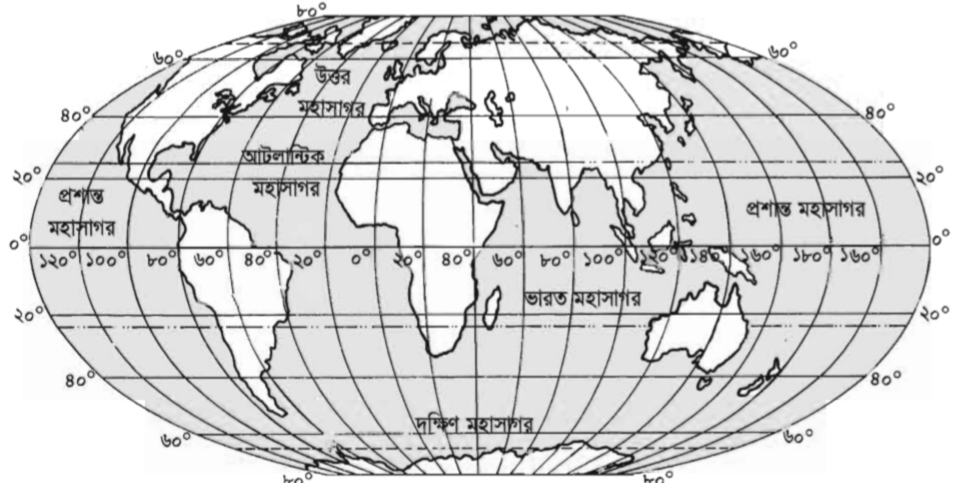 ৮০°
৬০° ৬০°
উত্তর
মহাসাগর
৪০° ৪০°
আটলান্টিক
মহাসাগর
২০° ২০°
প্রশান্ত
মহাসাগর
প্রশান্ত মহাসাগর
০° ০°
১২০° ১০০° ৮০° ৬০° ৪০° ২০° ০° ২০ ৪০° ৬০° ৮০° ১০০° ১২০° ১১৪০ ১৬০° ১৮০° ১৬০°
ভারত মহাসাগর
২০° ২০°
৪০° ৪০°
দক্ষিণ মহাসাগর
৬০° ৬০°
৮০° ৮০°